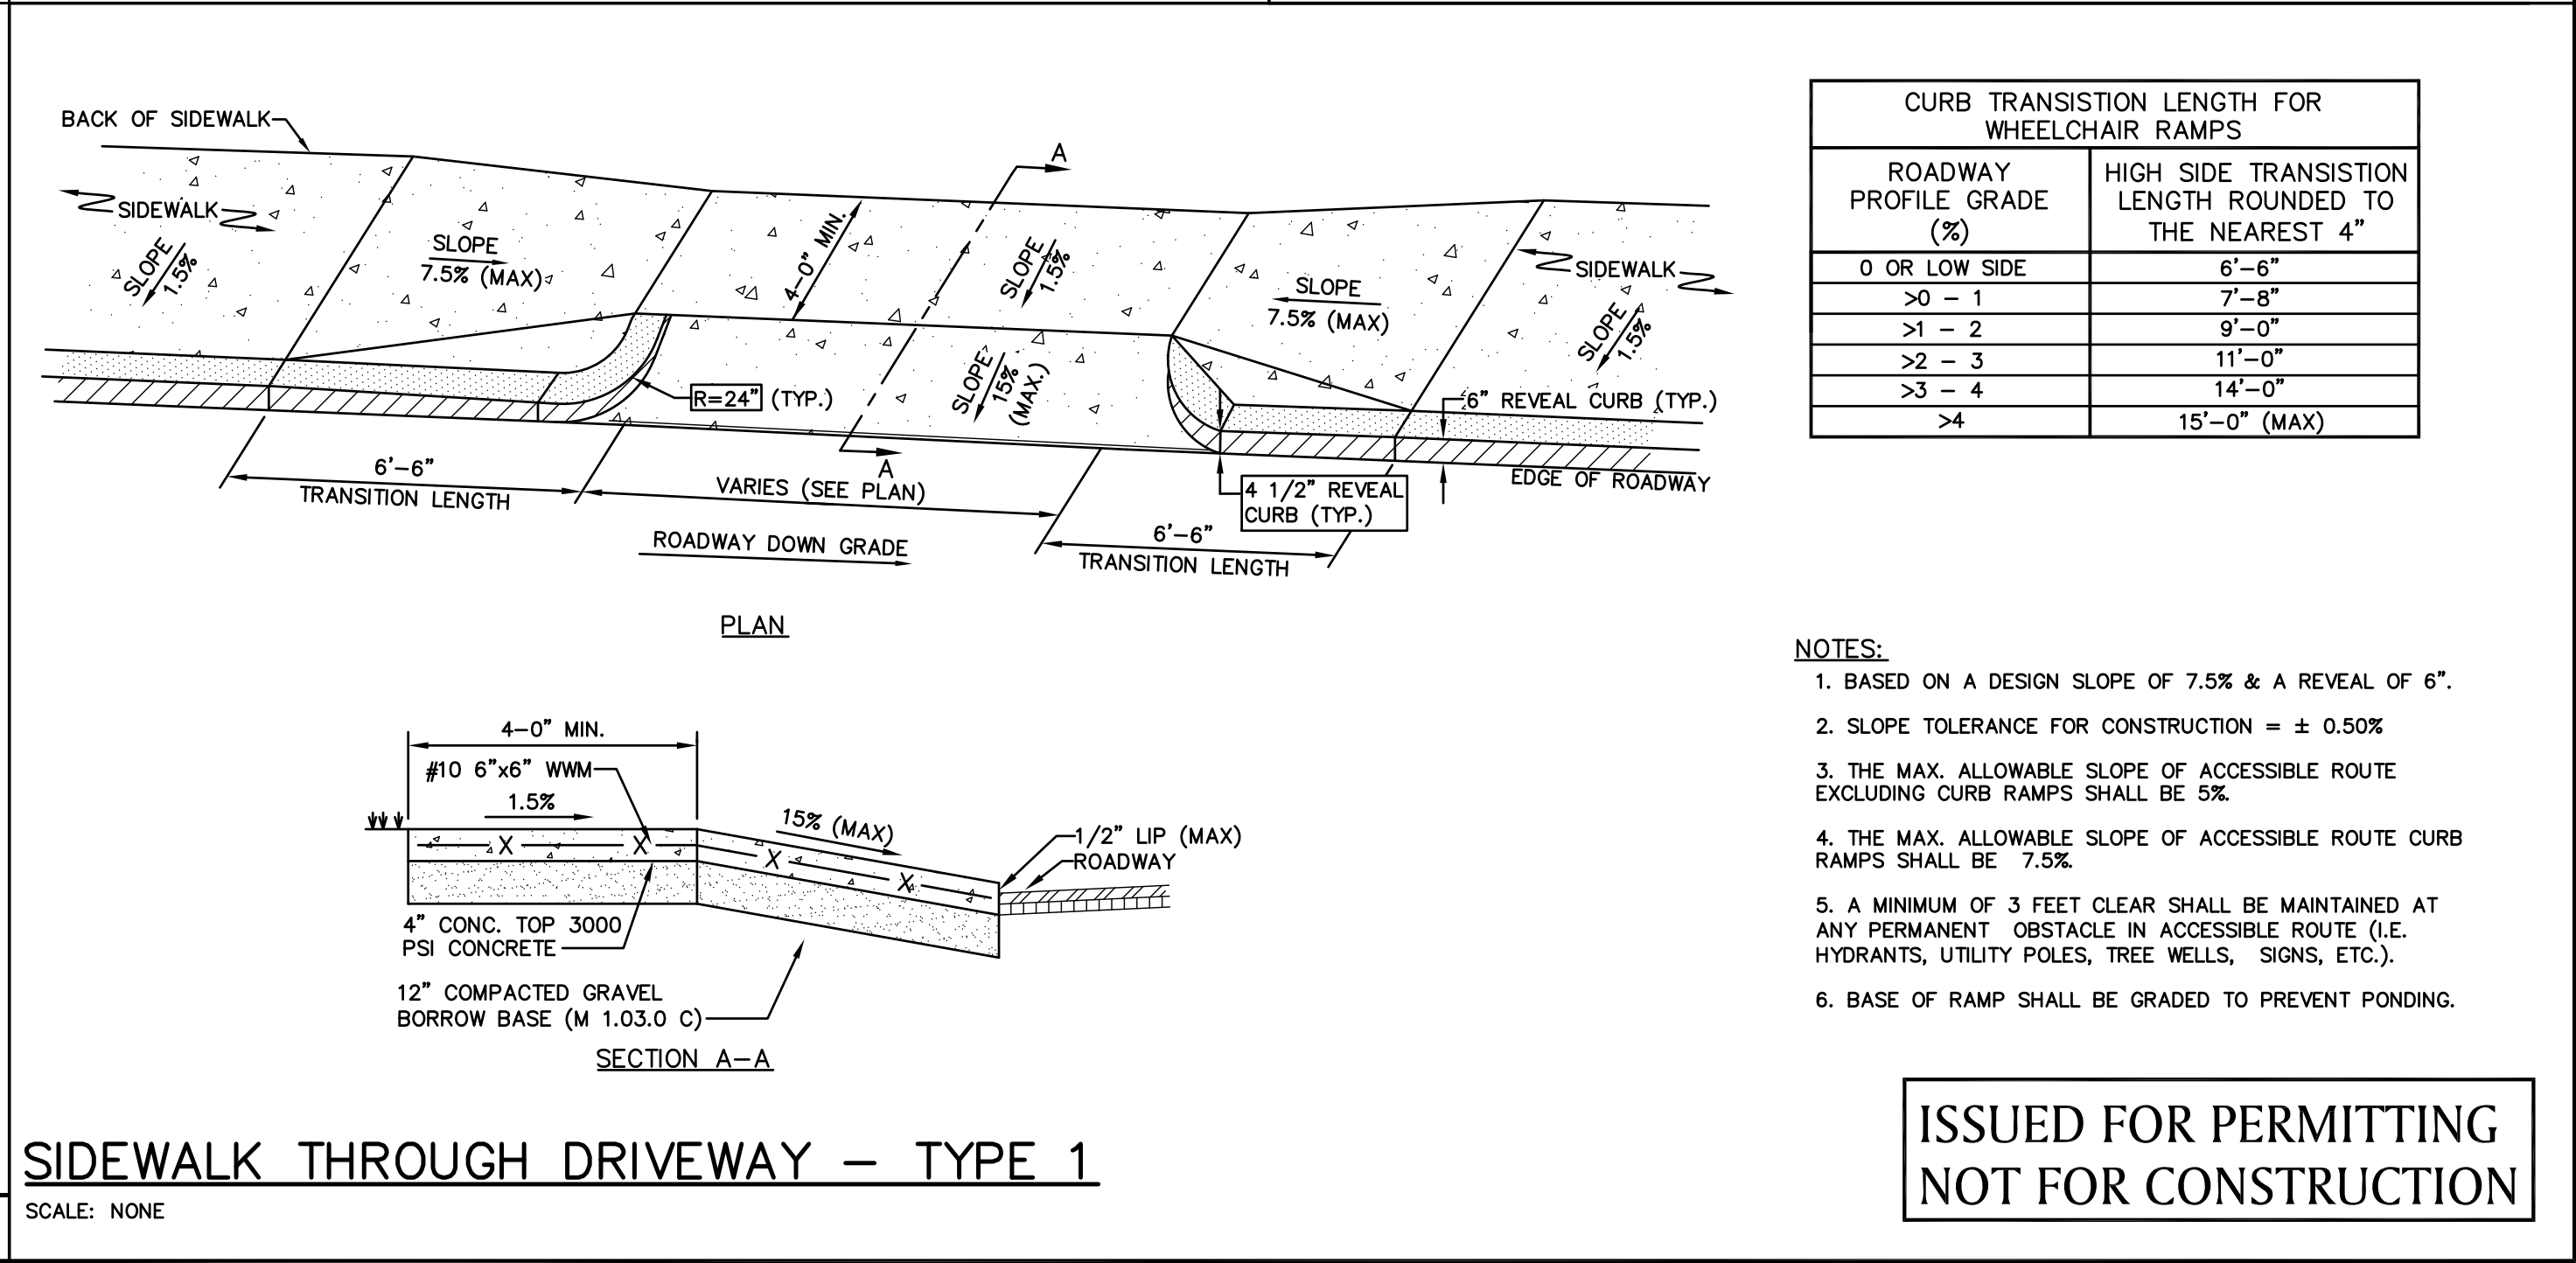 BACK OF SIDEWALK
A
SIDEWALK
SLOPE
1.5%
SLOPE
7.5% (MAX)
4-0" MIN.
SLOPE
1.5%
SLOPE
7.5% (MAX)
SIDEWALK
SLOPE
1.5%
R=24" (TYP.)
SLOPE
15%
(MAX.)
6" REVEAL CURB (TYP.)
A
6'-6"
TRANSITION LENGTH
VARIES (SEE PLAN)
4 1/2" REVEAL
CURB (TYP.)
EDGE OF ROADWAY
ROADWAY DOWN GRADE
6'-6"
TRANSITION LENGTH
PLAN
CURB TRANSISTION LENGTH FOR
WHEELCHAIR RAMPS
ROADWAY
PROFILE GRADE
(%)
HIGH SIDE TRANSISTION
LENGTH ROUNDED TO
THE NEAREST 4"
0 OR LOW SIDE 6'-6"
>0 - 1 7'-8"
>1 - 2 9'-0"
>2 - 3 11'-0"
>3 - 4 14'-0"
>4 15'-0" (MAX)
4-0" MIN.
#10 6"x6" WWM
1.5%
15% (MAX)
1/2" LIP (MAX)
ROADWAY
X X X X
4" CONC. TOP 3000
PSI CONCRETE
12" COMPACTED GRAVEL
BORROW BASE (M 1.03.0 C)
SECTION A-A
NOTES:
1. BASED ON A DESIGN SLOPE OF 7.5% & A REVEAL OF 6".
2. SLOPE TOLERANCE FOR CONSTRUCTION = ± 0.50%
3. THE MAX. ALLOWABLE SLOPE OF ACCESSIBLE ROUTE
EXCLUDING CURB RAMPS SHALL BE 5%.
4. THE MAX. ALLOWABLE SLOPE OF ACCESSIBLE ROUTE CURB
RAMPS SHALL BE 7.5%.
5. A MINIMUM OF 3 FEET CLEAR SHALL BE MAINTAINED AT
ANY PERMANENT OBSTACLE IN ACCESSIBLE ROUTE (I.E.
HYDRANTS, UTILITY POLES, TREE WELLS, SIGNS, ETC.).
6. BASE OF RAMP SHALL BE GRADED TO PREVENT PONDING.
ISSUED FOR PERMITTING
NOT FOR CONSTRUCTION
SIDEWALK THROUGH DRIVEWAY - TYPE 1
SCALE: NONE